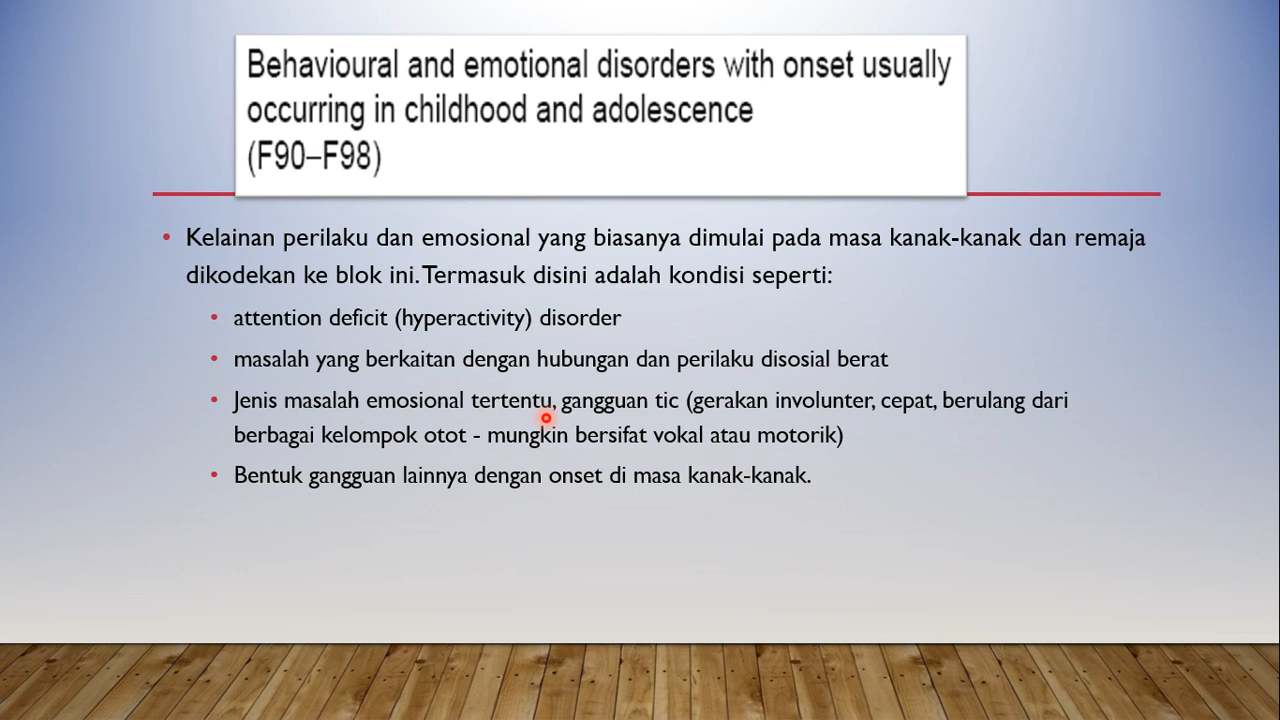 Behavioural and emotional disorders with onset usually
occurring in childhood and adolescence
(F90–F98)
• Kelainan perilaku dan emosional yang biasanya dimulai pada masa kanak-kanak dan remaja
dikodekan ke blok ini. Termasuk disini adalah kondisi seperti:
• attention deficit (hyperactivity) disorder
• masalah yang berkaitan dengan hubungan dan perilaku disosial berat
• Jenis masalah emosional tertentu, gangguan tic (gerakan involunter, cepat, berulang dari
berbagai kelompok otot - mungkin bersifat vokal atau motorik)
• Bentuk gangguan lainnya dengan onset di masa kanak-kanak.